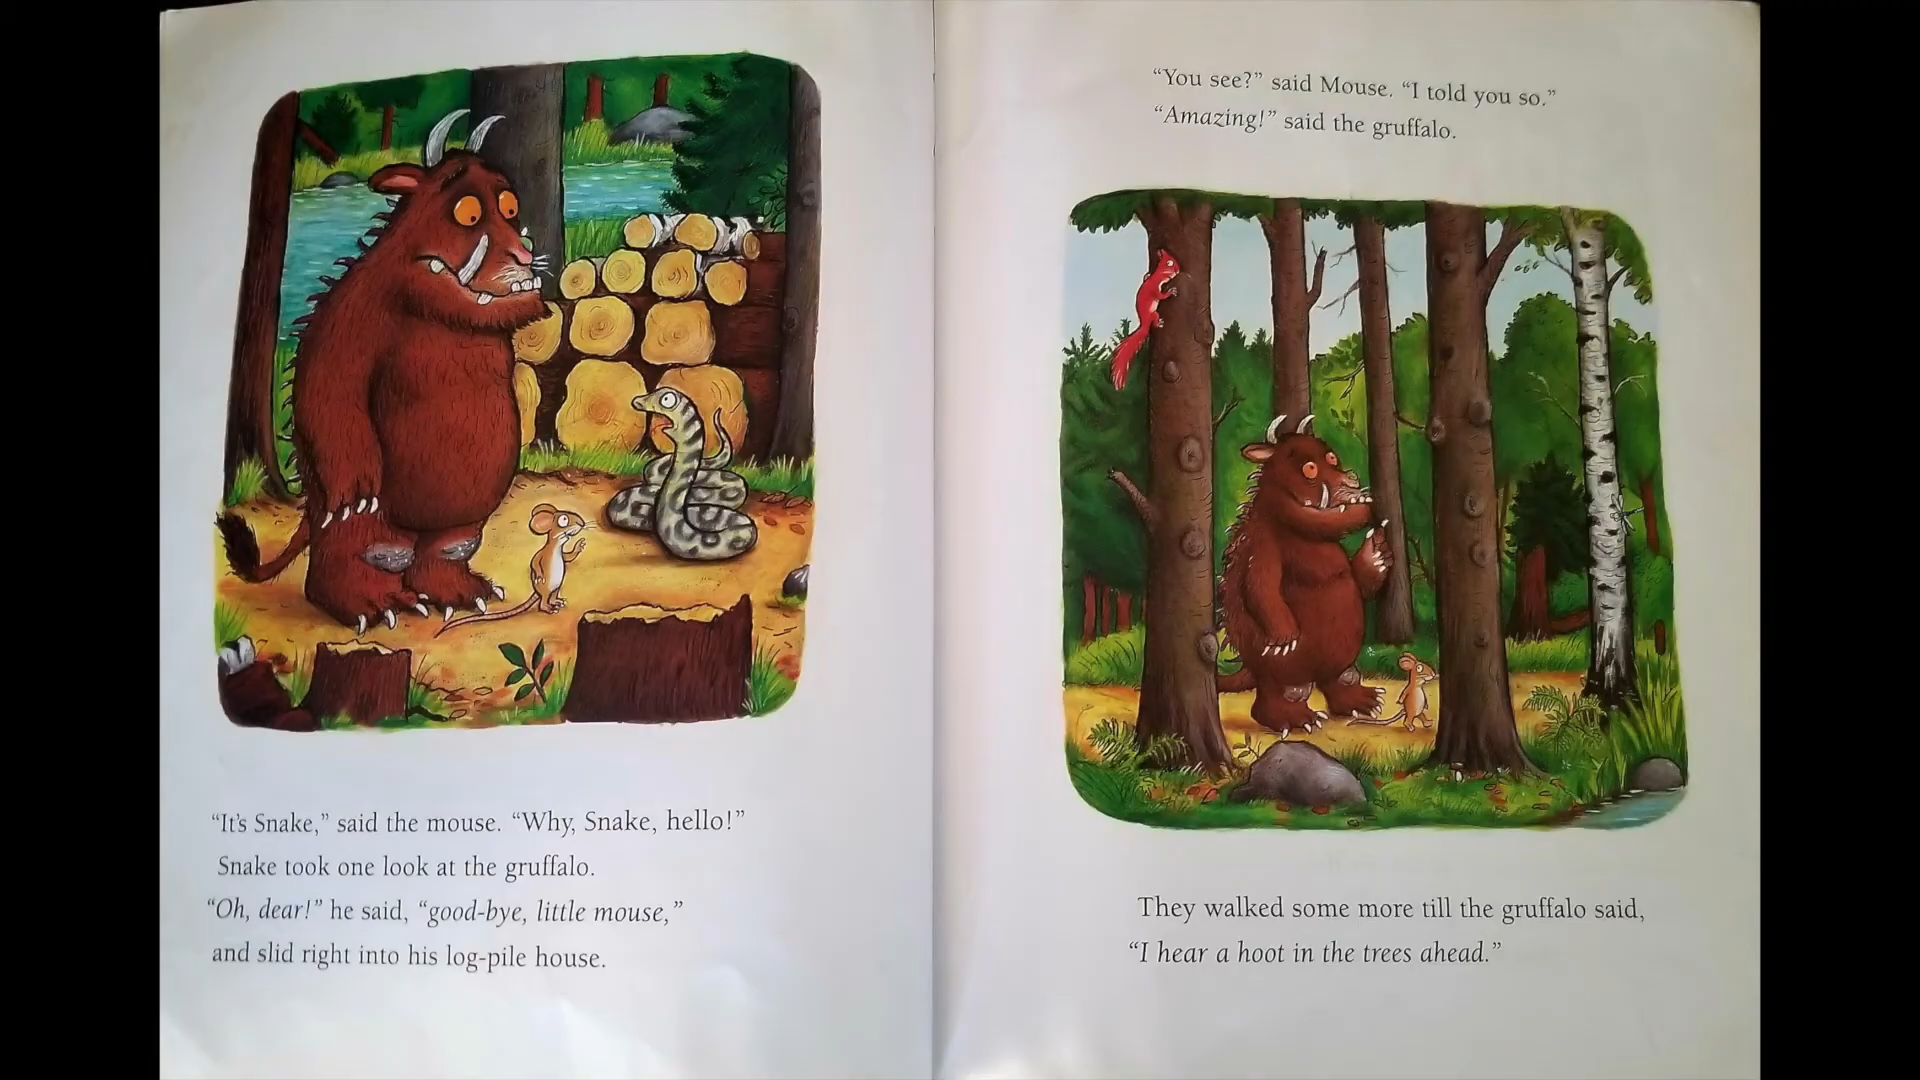 “It’s Snake,” said the mouse. “Why, Snake, hello!”
Snake took one look at the gruffalo.
“Oh, dear!” he said, “good-bye, little mouse,”
and slid right into his log-pile house.
“You see?” said Mouse. “I told you so.”
“Amazing!” said the gruffalo.
They walked some more till the gruffalo said,
“I hear a hoot in the trees ahead.”